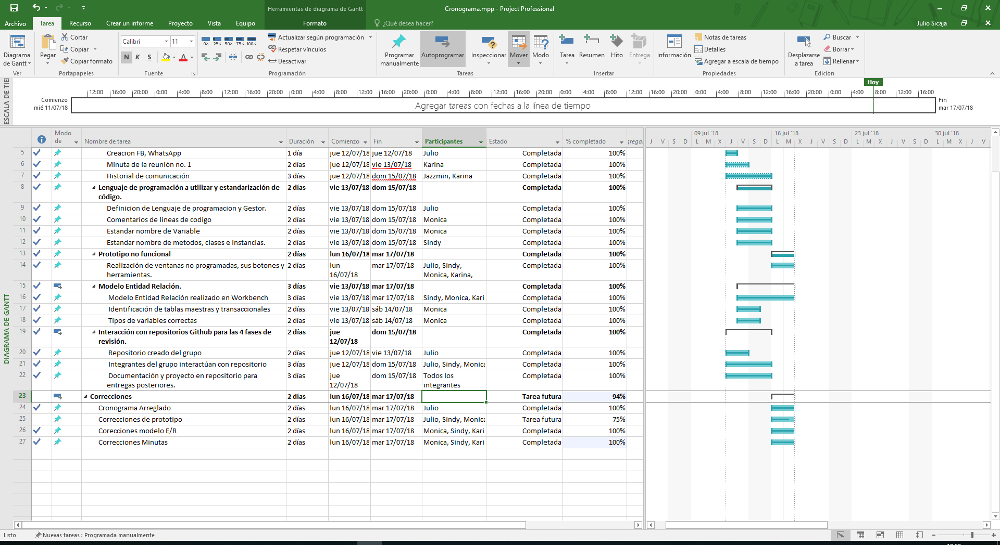 Herramientas de diagrama de Gantt
Cronograma.mpp - Project Professional
Archivo Tarea Recurso Crear un informe Proyecto Vista Equipo Formato ¿Qué desea hacer? Julio Sicaja
Diagrama de Gantt
Ver
Pegar
Cortar
Copiar
Copiar formato
Portapapeles
Calibri 11
N K S A
Fuente
0% 25% 50% 75% 100%
Actualizar según programación
Respetar vínculos
Desactivar
Programación
Programar manualmente
Autoprogramar
Inspeccionar Mover Modo
Tareas
Tarea Resumen Hito Entrega
Insertar
Información
Notas de tareas
Detalles
Agregar a escala de tiempo
Propiedades
Desplazarse a tarea
Buscar
Borrar
Rellenar
Edición
ESCALA DE TIE
Hoy
12:00 16:00 20:00 0:00 4:00 8:00 12:00 16:00 20:00 0:00 4:00 8:00 12:00 16:00 20:00 0:00 4:00 8:00 12:00 16:00 20:00 0:00 4:00 8:00 12:00 16:00 20:00 0:00 4:00 8:00 12:00 16:00 20:00 0:00 4:00 8:00 12:00 16:00
Comienzo
mié 11/07/18
Agregar tareas con fechas a la línea de tiempo
Fin
mar 17/07/18
DIAGRAMA DE GANTT
Modo de Nombre de tarea Duración Comienzo Fin Participantes Estado % completado
09 jul '18 16 jul '18 23 jul '18 30 jul '18
J V S D L M X J V S D L M X J V S D L M X J V S D L M X J V
5 Creacion FB, WhatsApp 1 día jue 12/07/18 jue 12/07/18 Julio Completada 100%
6 Minuta de la reunión no. 1 2 días jue 12/07/18 vie 13/07/18 Karina Completada 100%
7 Historial de comunicación 3 días jue 12/07/18 dom 15/07/18 Jazzmin, Karina Completada 100%
8 Lenguaje de programación a utilizar y estandarización de código. 2 días vie 13/07/18 dom 15/07/18 Completada 100%
9 Definicion de Lenguaje de programacion y Gestor. 2 días vie 13/07/18 dom 15/07/18 Julio Completada 100%
10 Comentarios de lineas de codigo 2 días vie 13/07/18 dom 15/07/18 Monica Completada 100%
11 Estandar nombre de Variable 2 días vie 13/07/18 dom 15/07/18 Monica Completada 100%
12 Estandar nombre de metodos, clases e instancias. 2 días vie 13/07/18 dom 15/07/18 Sindy Completada 100%
13 Prototipo no funcional 2 días lun 16/07/18 mar 17/07/18 Completada 100%
14 Realización de ventanas no programadas, sus botones y herramientas. 2 días lun 16/07/18 mar 17/07/18 Julio, Sindy, Monica, Karina, Completada 100%
15 Modelo Entidad Relación. 3 días vie 13/07/18 mar 17/07/18 Completada 100%
16 Modelo Entidad Relación realizado en Workbench 3 días vie 13/07/18 mar 17/07/18 Sindy, Monica, Kari Completada 100%
17 Identificación de tablas maestras y transaccionales 2 días vie 13/07/18 sáb 14/07/18 Monica Completada 100%
18 Tipos de variables correctas 2 días vie 13/07/18 sáb 14/07/18 Monica Completada 100%
19 Interacción con repositorios Github para las 4 fases de revisión. 2 días jue 12/07/18 dom 15/07/18 Completada 100%
20 Repositorio creado del grupo 2 días jue 12/07/18 vie 13/07/18 Julio Completada 100%
21 Integrantes del grupo interactúan con repositorio 3 días jue 12/07/18 dom 15/07/18 Julio, Sindy, Monica Completada 100%
22 Documentación y proyecto en repositorio para entregas posteriores. 3 días jue 12/07/18 dom 15/07/18 Todos los integrantes Completada 100%
23 Correcciones 2 días lun 16/07/18 mar 17/07/18 Tarea futura 94%
24 Cronograma Arreglado 2 días lun 16/07/18 mar 17/07/18 Julio Completada 100%
25 Correcciones de prototipo 2 días lun 16/07/18 mar 17/07/18 Julio, Sindy, Monica Tarea futura 75%
26 Corecciones modelo E/R 2 días lun 16/07/18 mar 17/07/18 Monica, Sindy, Kari Completada 100%
27 Correcciones Minutas 2 días lun 16/07/18 mar 17/07/18 Monica, Sindy, Kari Completada 100%
Listo Nuevas tareas : Programada manualmente